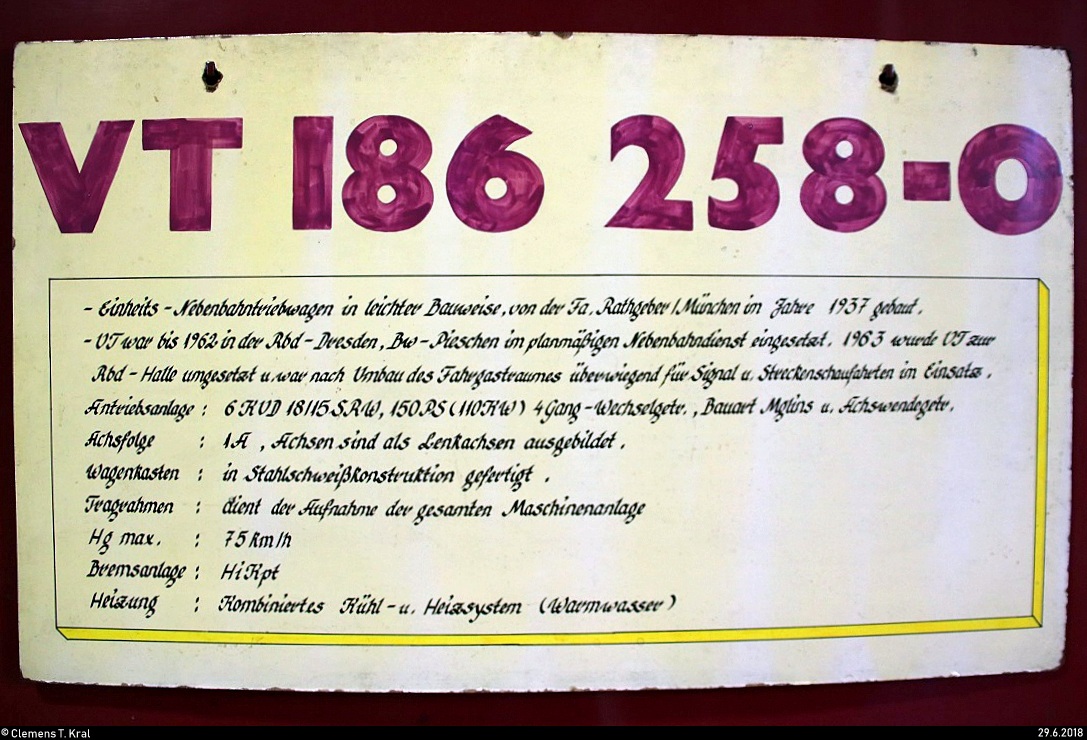 VT 186 258-0
- Einheits - Nebenbahntriebwagen in leichter Bauweise, von der Fa. Rathgeber / München im Jahre 1937 gebaut.
- VT war bis 1962 in der Rbd - Dresden, Bw - Pieschen im planmäßigen Nebenbahndienst eingesetzt. 1963 wurde VT zur
Rbd - Halle umgesetzt u. war nach Umbau des Fahrgastraumes überwiegend für Signal u. Streckenschaufahrten im Einsatz.
Antriebsanlage : 6 KVD 18/15 SRW, 150 PS (110 KW) 4 Gang - Wechselgetr., Bauart Mylius u. Achswendegetr.
Achsfolge : 1A , Achsen sind als Lenkachsen ausgebildet.
Wagenkasten : in Stahlschweißkonstruktion gefertigt .
Tragrahmen : dient der Aufnahme der gesamten Maschinenanlage
Hg max. : 75 km/h
Bremsanlage : HiKpt
Heizung : Kombiniertes Kühl - u. Heizsystem (Warmwasser)
© Clemens T. Kral 29.6.2018